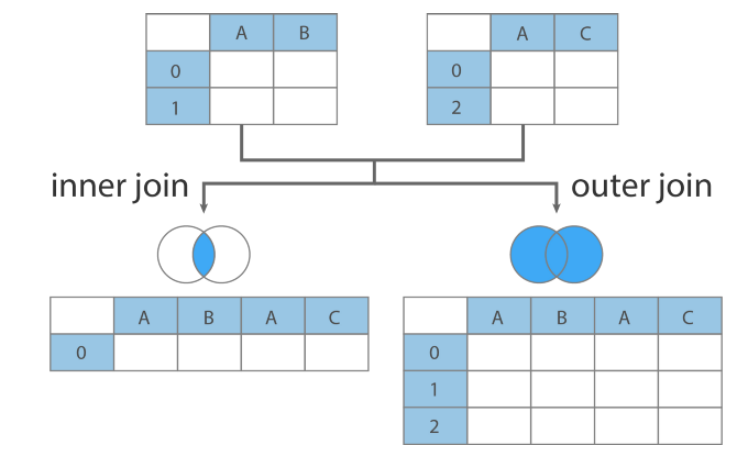 A B A C
0 0
1 2
inner join outer join
A B A C A B A C
0 0
1
2